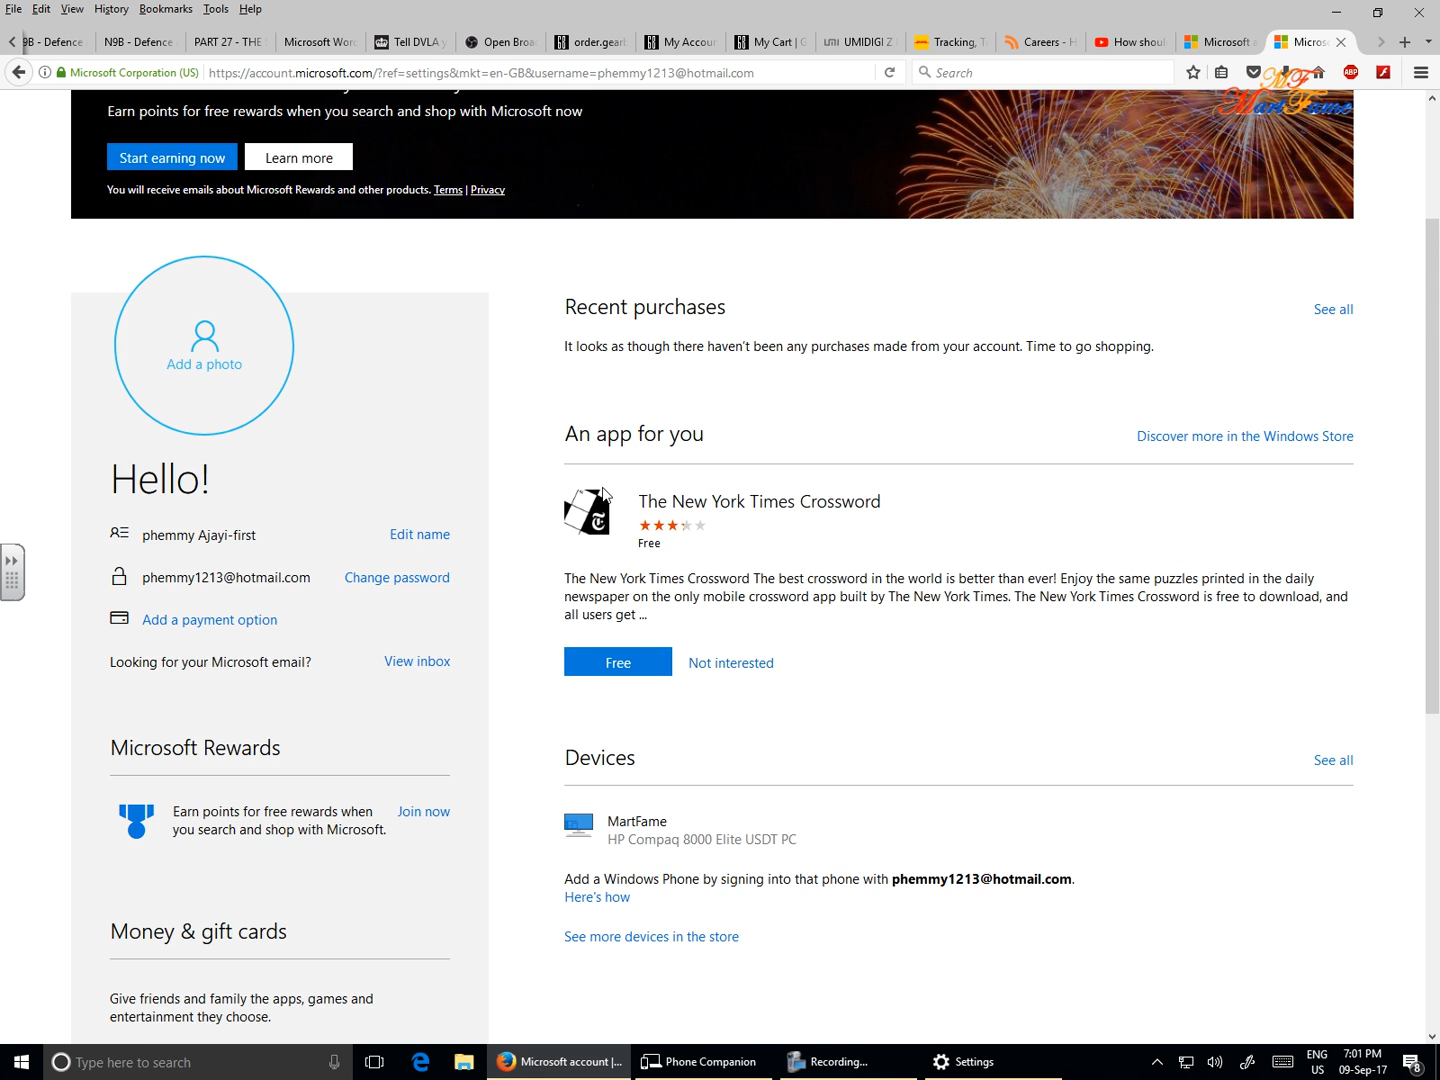 File Edit View History Bookmarks Tools Help
9B - Defence N9B - Defence PART 27 - THE Microsoft Wor Tell DVLA y Open Broa order.gearb My Accoun My Cart | G UMIDIGI Z Tracking, T Careers - H How shoul Microsoft a Micros
Microsoft Corporation (US) https://account.microsoft.com/?ref=settings&mkt=en-GB&username=phemmy1213@hotmail.com Search
MF
MartFame
Earn points for free rewards when you search and shop with Microsoft now
Start earning now Learn more
You will receive emails about Microsoft Rewards and other products. Terms | Privacy
Add a photo
Hello!
phemmy Ajayi-first Edit name
phemmy1213@hotmail.com Change password
Add a payment option
Looking for your Microsoft email? View inbox
Microsoft Rewards
Earn points for free rewards when Join now
you search and shop with Microsoft.
Money & gift cards
Give friends and family the apps, games and
entertainment they choose.
Recent purchases See all
It looks as though there haven't been any purchases made from your account. Time to go shopping.
An app for you Discover more in the Windows Store
The New York Times Crossword
Free
The New York Times Crossword The best crossword in the world is better than ever! Enjoy the same puzzles printed in the daily
newspaper on the only mobile crossword app built by The New York Times. The New York Times Crossword is free to download, and
all users get ...
Free Not interested
Devices See all
MartFame
HP Compaq 8000 Elite USDT PC
Add a Windows Phone by signing into that phone with phemmy1213@hotmail.com.
Here's how
See more devices in the store
Type here to search Microsoft account |... Phone Companion Recording... Settings ENG 7:01 PM
US 09-Sep-17 8